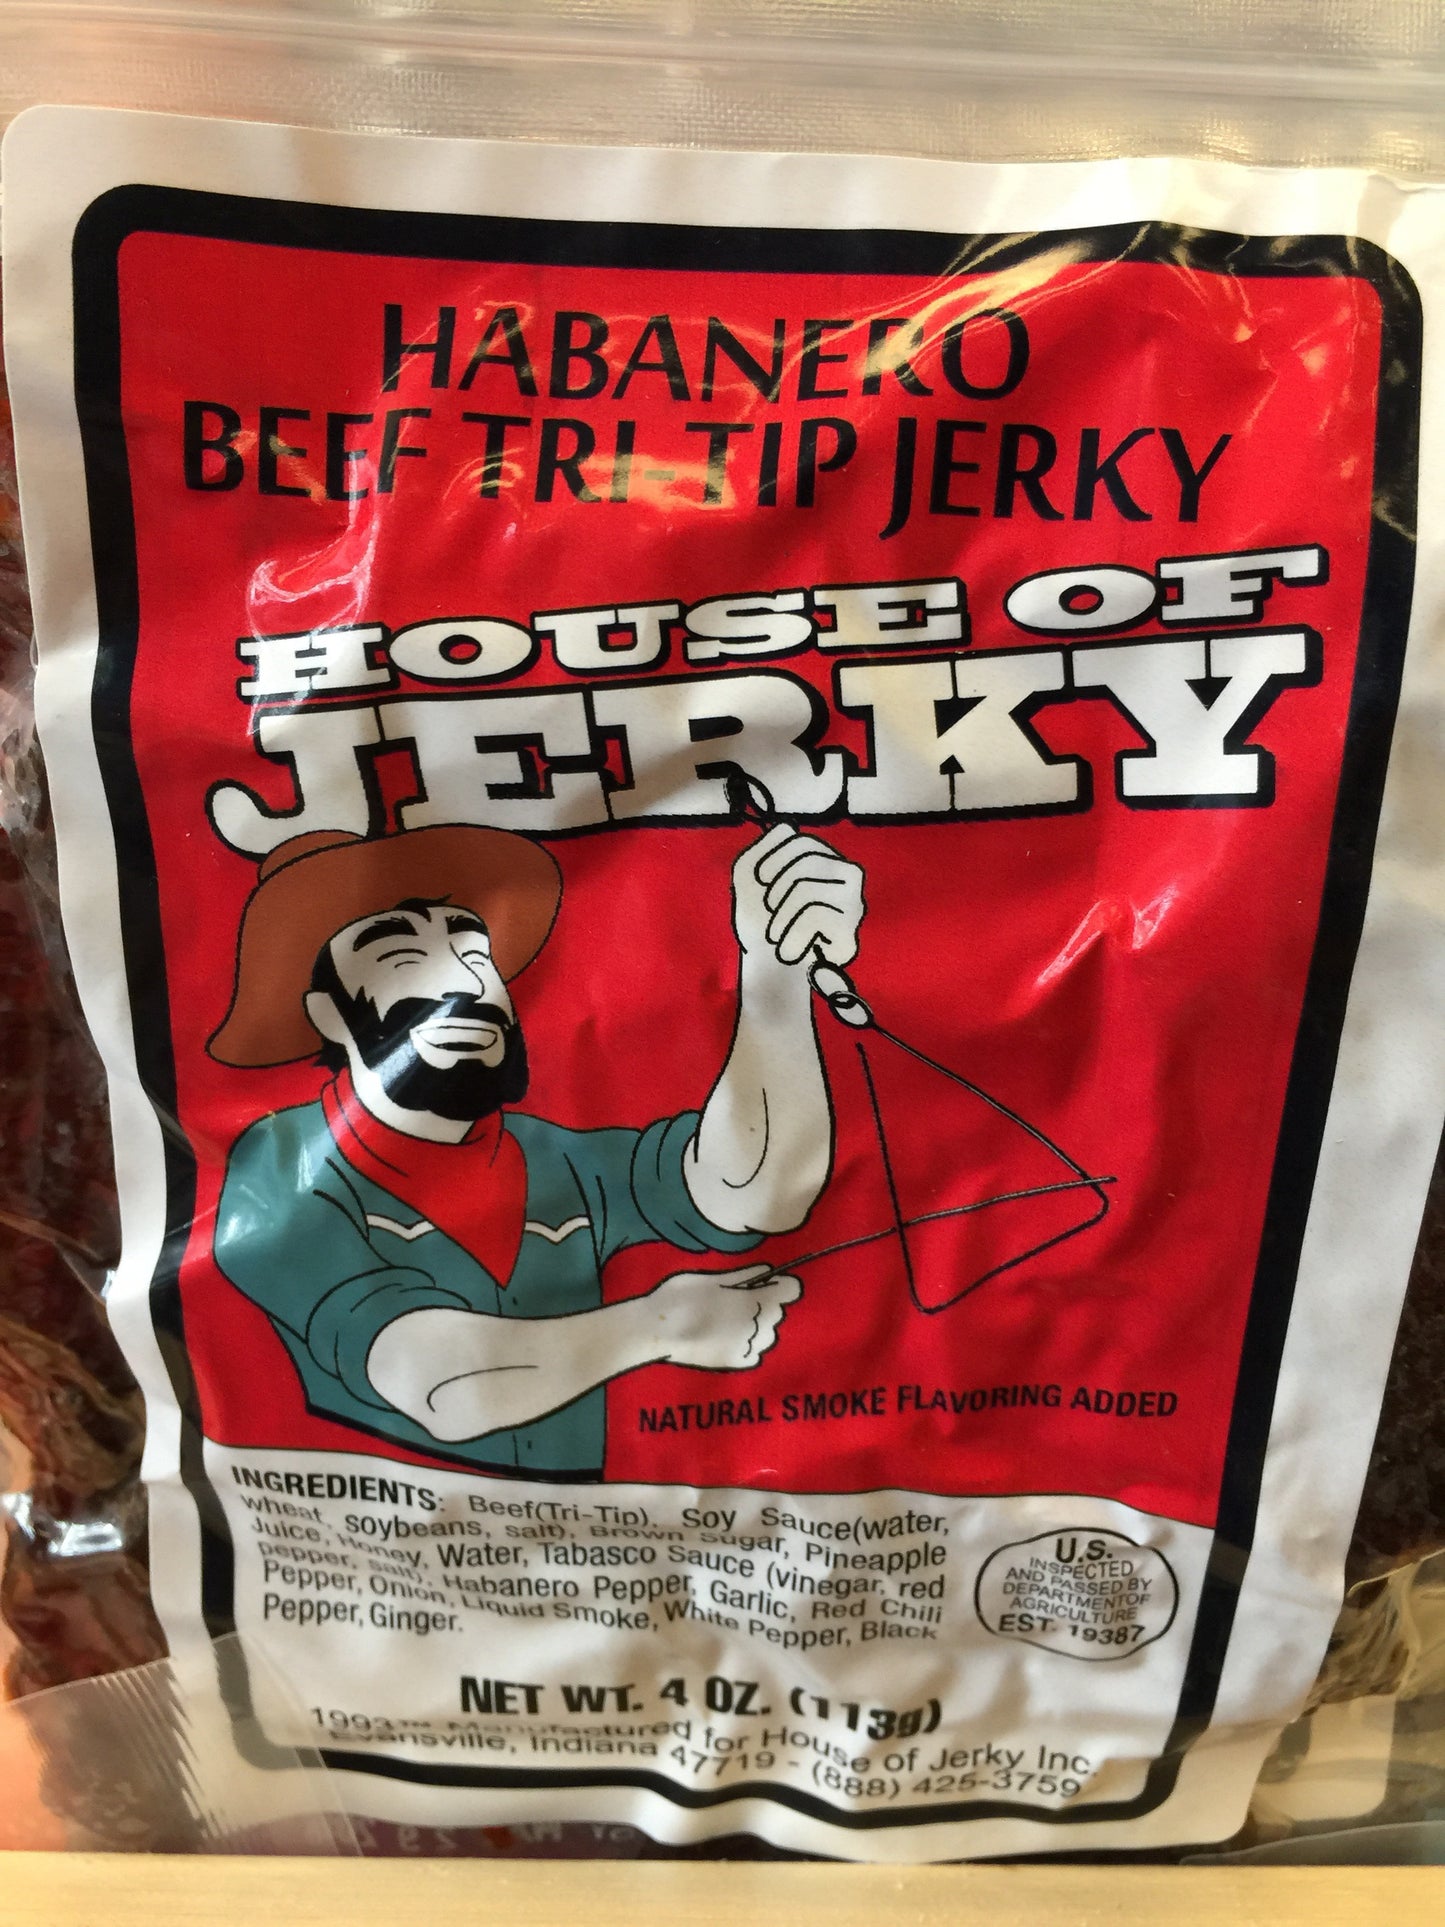 HABANERO
BEEF TRI-TIP JERKY
HOUSE OF
JERKY
NATURAL SMOKE FLAVORING ADDED
INGREDIENTS: Beef(Tri-Tip), Soy Sauce(water,
wheat, soybeans, salt), Brown Sugar, Pineapple
Juice, Honey, Water, Tabasco Sauce (vinegar, red
pepper, salt), Habanero Pepper, Garlic, Red Chili
Pepper, Onion, Liquid Smoke, White Pepper, Black
Pepper, Ginger.
U.S.
INSPECTED
AND PASSED BY
DEPARTMENT OF
AGRICULTURE
EST. 19387
NET WT. 4 OZ. (113g)
1993™ Manufactured for House of Jerky Inc.
Evansville, Indiana 47719 - (888) 425-3759